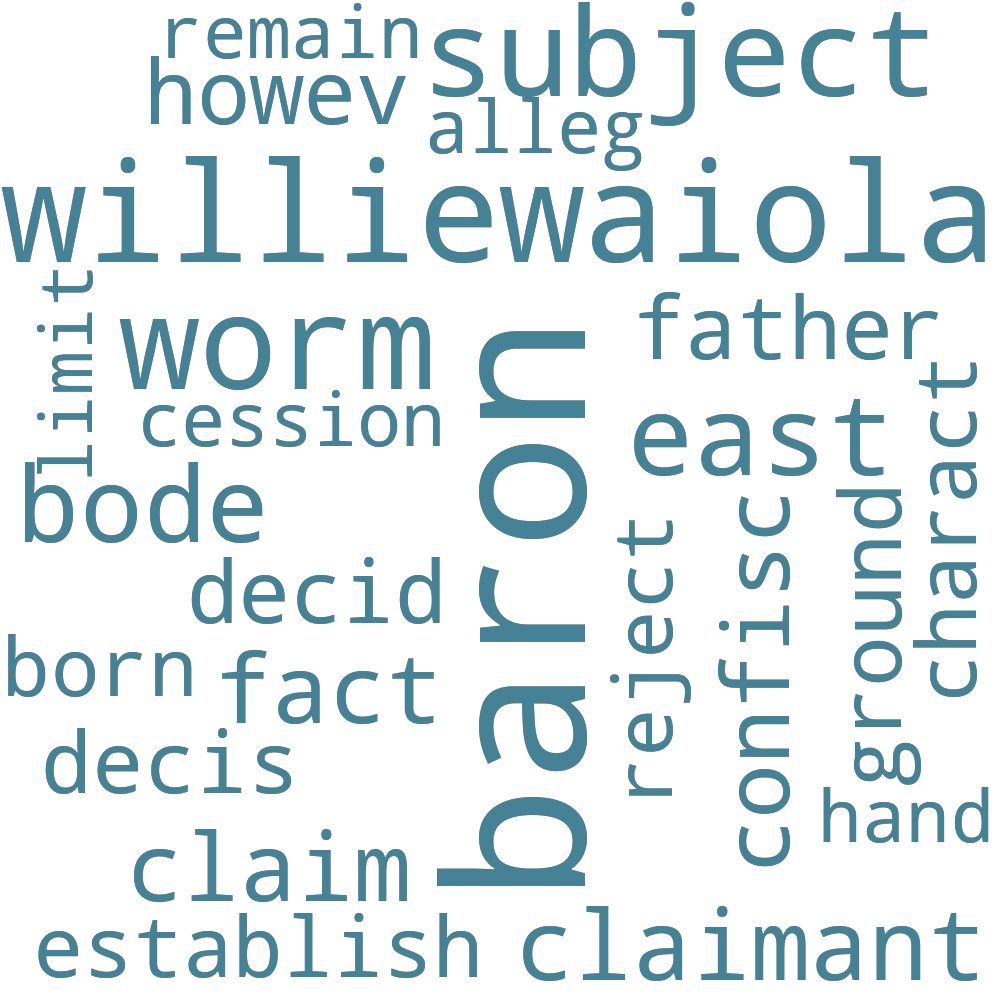 remain
subject
howev
alleg
williewaiola
limit
worm
father
cession
baron
east
charact
bode
confisc
ground
reject
decid
born
fact
decis
hand
claim
establish
claimant